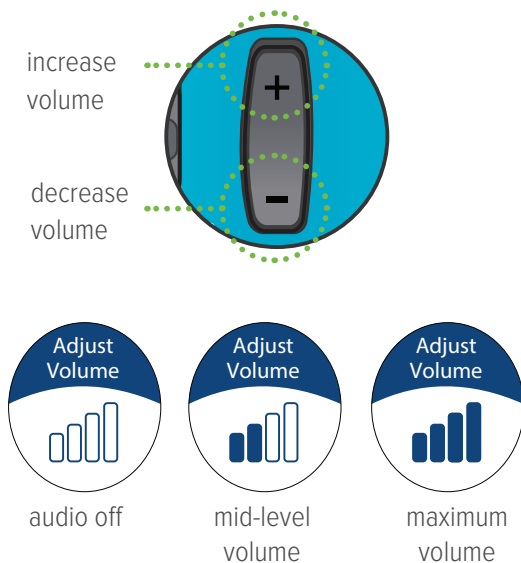 increase
volume
+
decrease
volume
−
Adjust
Volume
Adjust
Volume
Adjust
Volume
audio off
mid-level
volume
maximum
volume